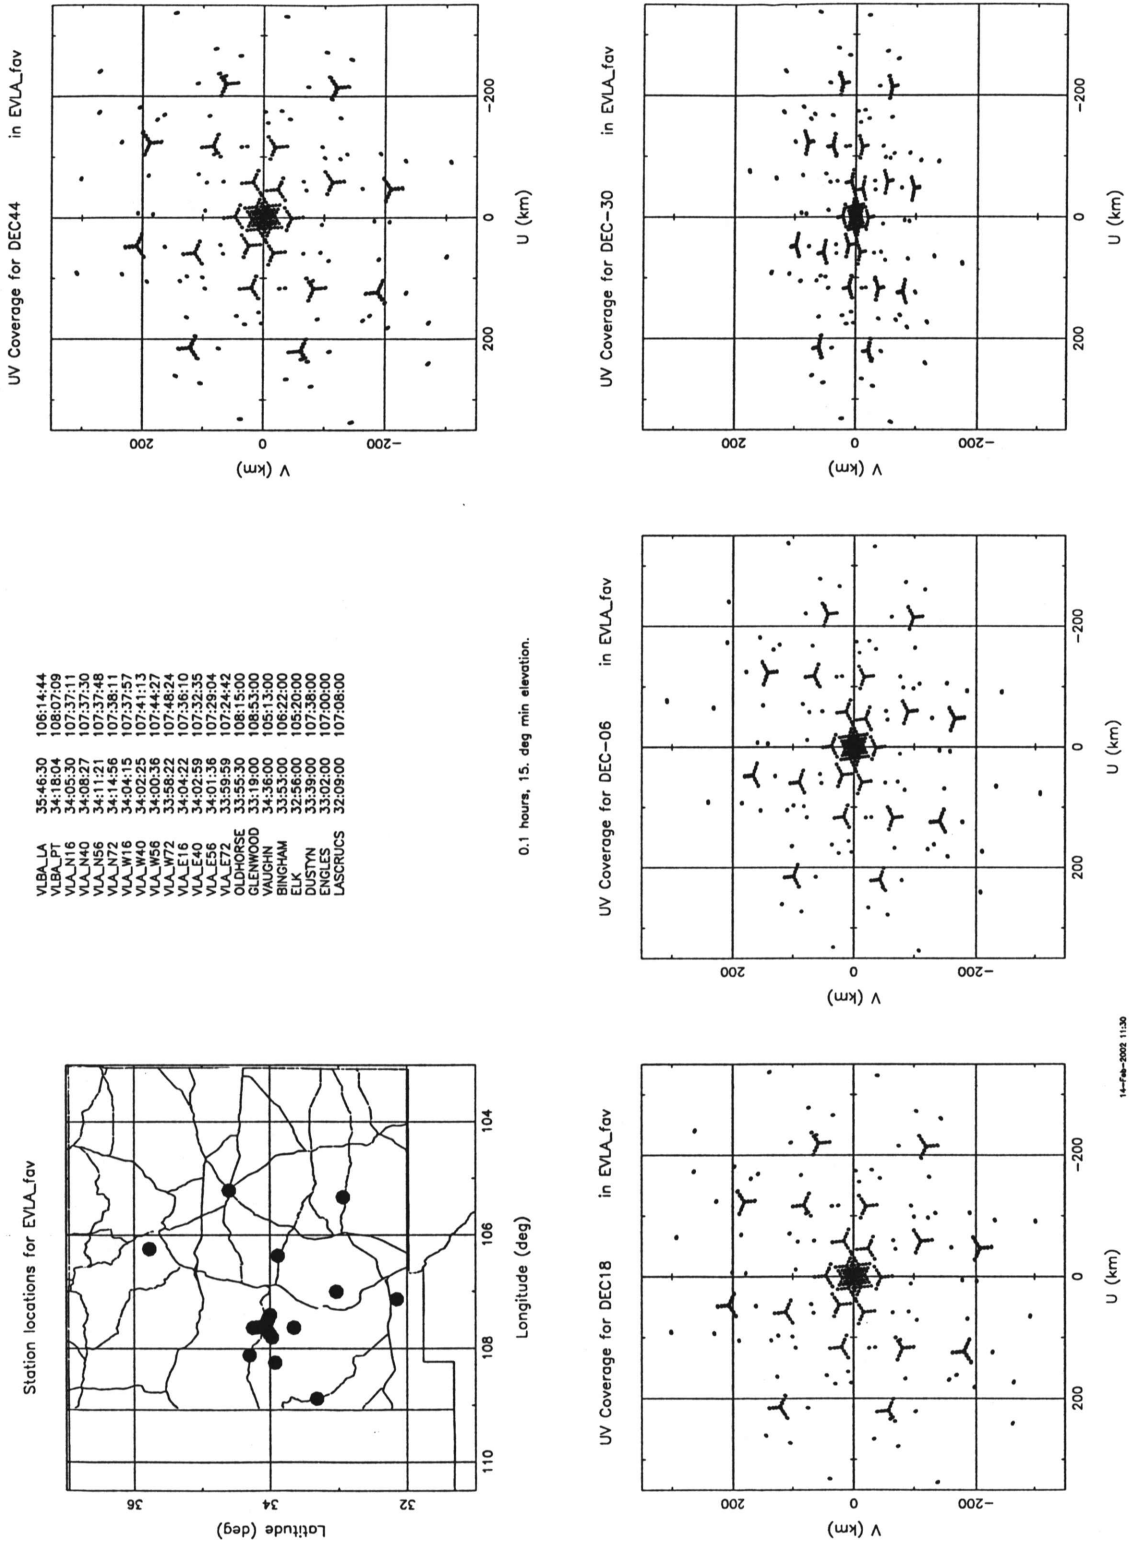 Station locations for EVLA_fav
Latitude (deg)
36
34
32
110
108
106
104
Longitude (deg)
VLBA_LA 35:46:30 106:14:44
VLBA_PT 34:18:04 108:07:09
VLA_N16 34:05:30 107:37:11
VLA_N40 34:08:27 107:37:30
VLA_N56 34:11:21 107:37:48
VLA_N72 34:14:56 107:38:11
VLA_W16 34:04:15 107:37:57
VLA_W40 34:02:25 107:41:13
VLA_W56 34:00:36 107:44:27
VLA_W72 33:58:22 107:48:24
VLA_E16 34:04:22 107:36:10
VLA_E40 34:02:59 107:32:35
VLA_E56 34:01:36 107:29:04
VLA_E72 33:59:59 107:24:42
OLDHORSE 33:55:30 108:15:00
GLENWOOD 33:19:00 108:53:00
VAUGHN 34:36:00 105:13:00
BINGHAM 33:53:00 106:22:00
ELK 32:56:00 105:20:00
DUSTYN 33:39:00 107:38:00
ENGLES 33:02:00 107:00:00
LASCRUCS 32:09:00 107:08:00
0.1 hours, 15. deg min elevation.
UV Coverage for DEC44 in EVLA_fav
V (km)
200
0
-200
200
0
-200
U (km)
UV Coverage for DEC18 in EVLA_fav
V (km)
200
0
-200
200
0
-200
U (km)
UV Coverage for DEC-06 in EVLA_fav
V (km)
200
0
-200
200
0
-200
U (km)
UV Coverage for DEC-30 in EVLA_fav
V (km)
200
0
-200
200
0
-200
U (km)
14-Feb-2002 11:30